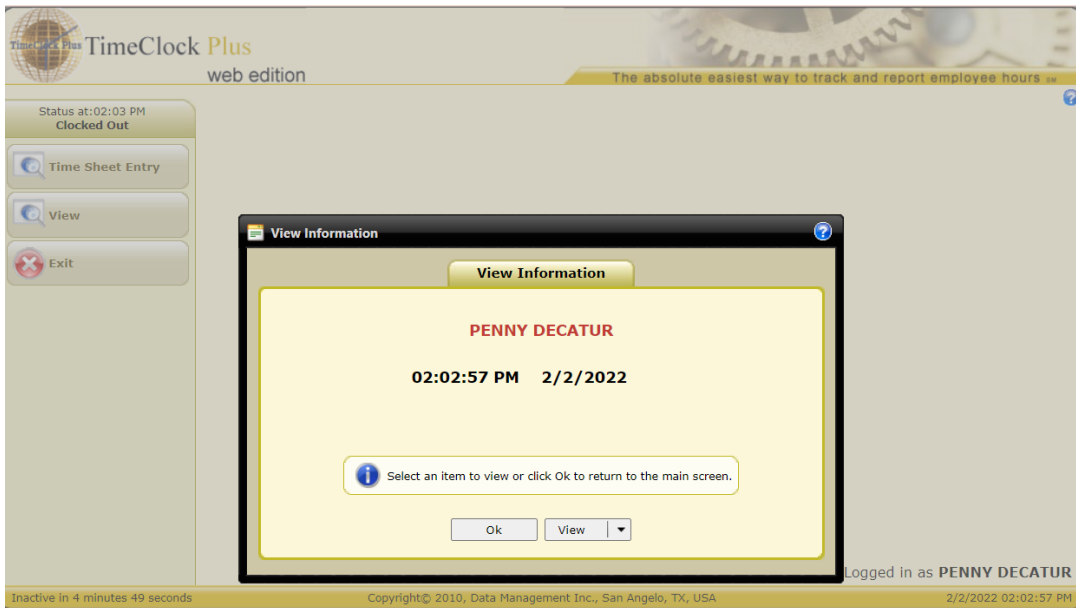 TimeClock Plus TimeClock Plus
web edition
The absolute easiest way to track and report employee hours SM
Status at:02:03 PM
Clocked Out
Time Sheet Entry
View
Exit
View Information
View Information
PENNY DECATUR
02:02:57 PM 2/2/2022
Select an item to view or click Ok to return to the main screen.
Ok View
Logged in as PENNY DECATUR
Inactive in 4 minutes 49 seconds Copyright© 2010, Data Management Inc., San Angelo, TX, USA 2/2/2022 02:02:57 PM